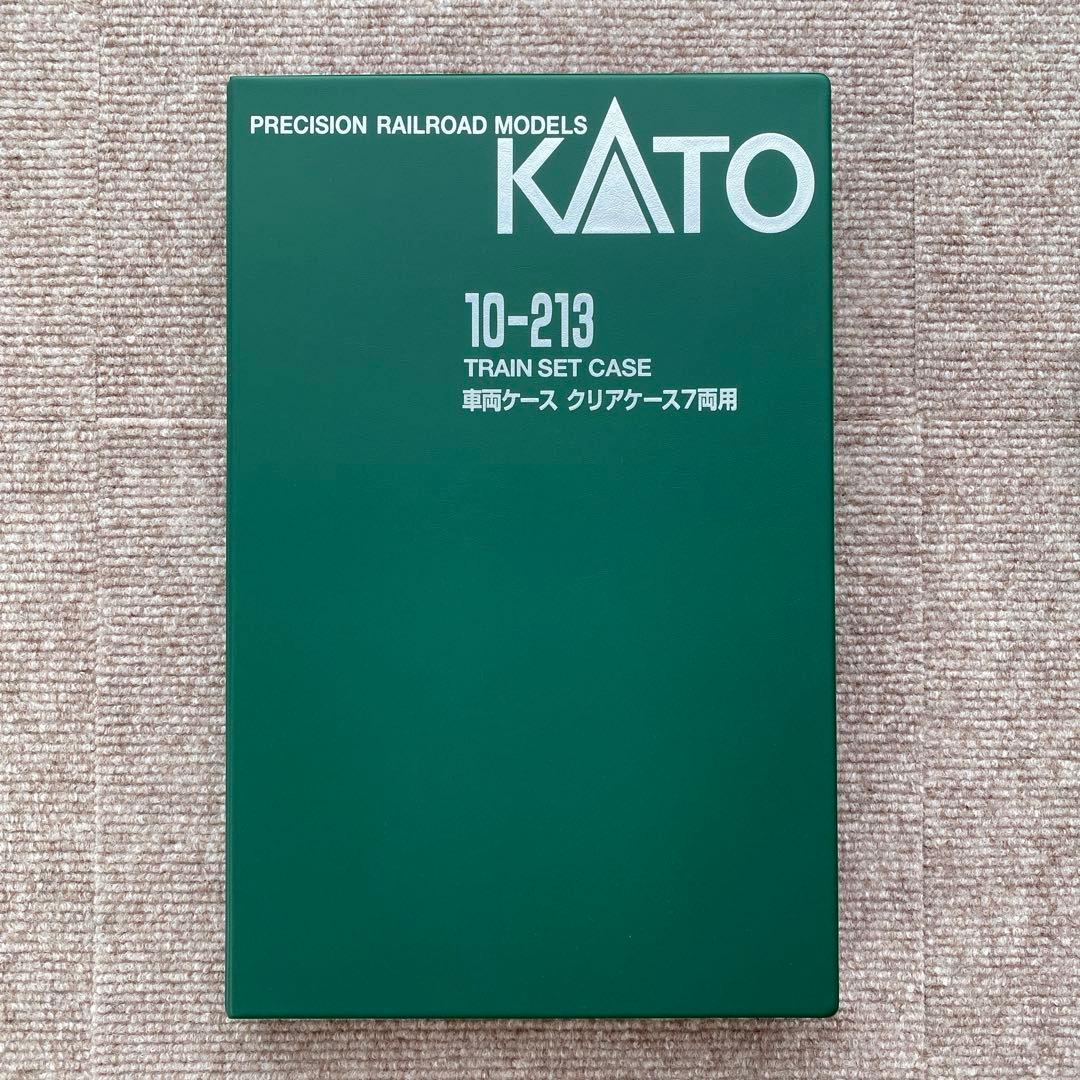 PRECISION RAILROAD MODELS
KATO
10-213
TRAIN SET CASE
車両ケース クリアケース7両用